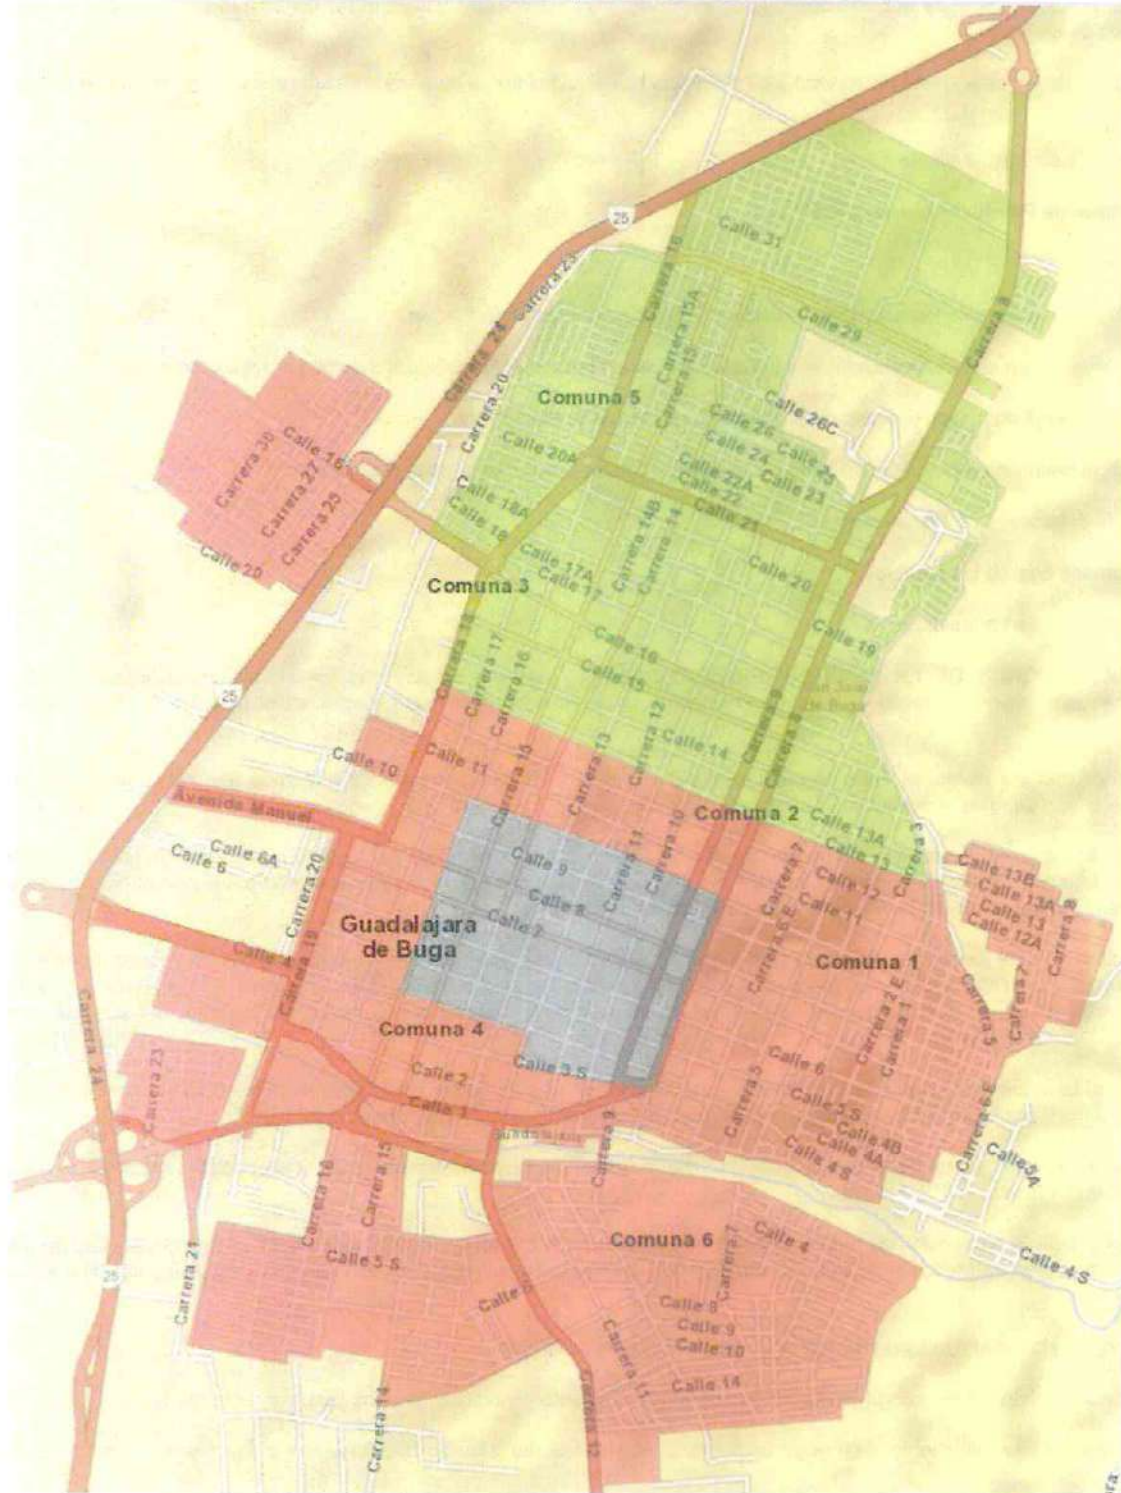 25
Calle 31
Carrera 16
Carrera 23
Carrera 15A
Carrera 8
Calle 29
Carrera 24
Carrera 15
Carrera 20
Comuna 5
Calle 26C
Calle 26
Calle 25
Calle 24
Calle 20A
Calle 16
Carrera 30
Carrera 27
Carrera 25
Calle 22A
Calle 23
Calle 22
Calle 21
Calle 18A
Calle 18
Carrera 14B
Carrera 14
Calle 20
Calle 17A
Calle 17
Calle 20
Comuna 3
Calle 19
Calle 16
Calle 15
Carrera 18
Carrera 17
Carrera 16
25
de Buga
Carrera 12
Calle 14
Carrera 9
Carrera 8
Calle 10
Calle 11
Carrera 15
Carrera 13
Avenida Manuel
Comuna 2
Calle 13A
Calle 13
Carrera 3
Calle 6A
Calle 6
Carrera 20
Calle 9
Carrera 11
Carrera 10
Carrera 7
Calle 12
Calle 11
Calle 13B
Calle 13A
Calle 13
Calle 12A
Carrera 8
Calle 8
Calle 7
Guadalajara
de Buga
Carrera 6 E
Comuna 1
Calle 4
Carrera 19
Carrera 2 E
Carrera 1
Carrera 5
Carrera 7
Comuna 4
Carrera 24
Carrera 23
Calle 2
Calle 3 S
Calle 1
Calle 6
Carrera 5
Calle 5 S
Calle 4B
Calle 4A
Calle 4 S
Carrera 6 E
Calle 5A
Carrera 9
Carrera 16
Carrera 15
Carrera 21
Calle 5 S
Comuna 6
Calle 4
Carrera 7
Calle 4 S
25
Calle 8
Calle 9
Calle 10
Carrera 11
Calle 14
Carrera 14
Carrera 12